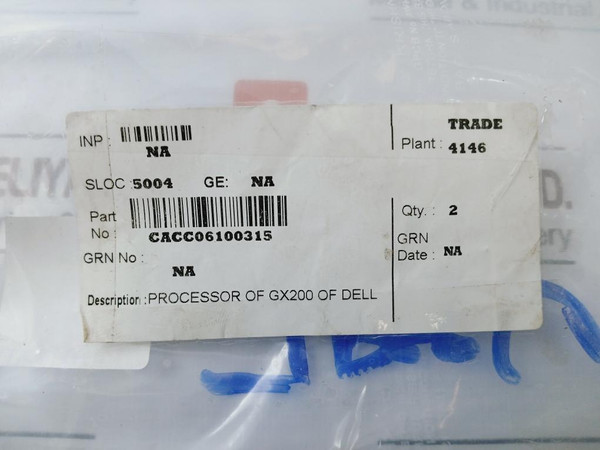 & Industrial
INP : TRADE
NA Plant : 4146
SLOC :5004 GE: NA
Part No : CACC06100315 Qty. : 2
GRN No : NA GRN Date : NA
Description :PROCESSOR OF GX200 OF DELL